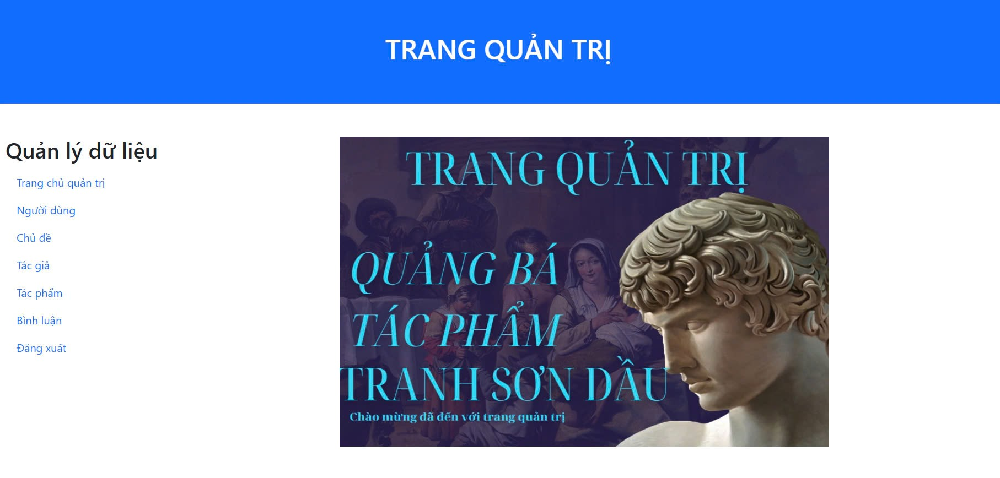 TRANG QUẢN TRỊ
Quản lý dữ liệu
Trang chủ quản trị
Người dùng
Chủ đề
Tác giả
Tác phẩm
Bình luận
Đăng xuất
TRANG QUẢN TRỊ
QUẢNG BÁ
TÁC PHẨM
TRANH SƠN DẦU
Chào mừng đã đến với trang quản trị